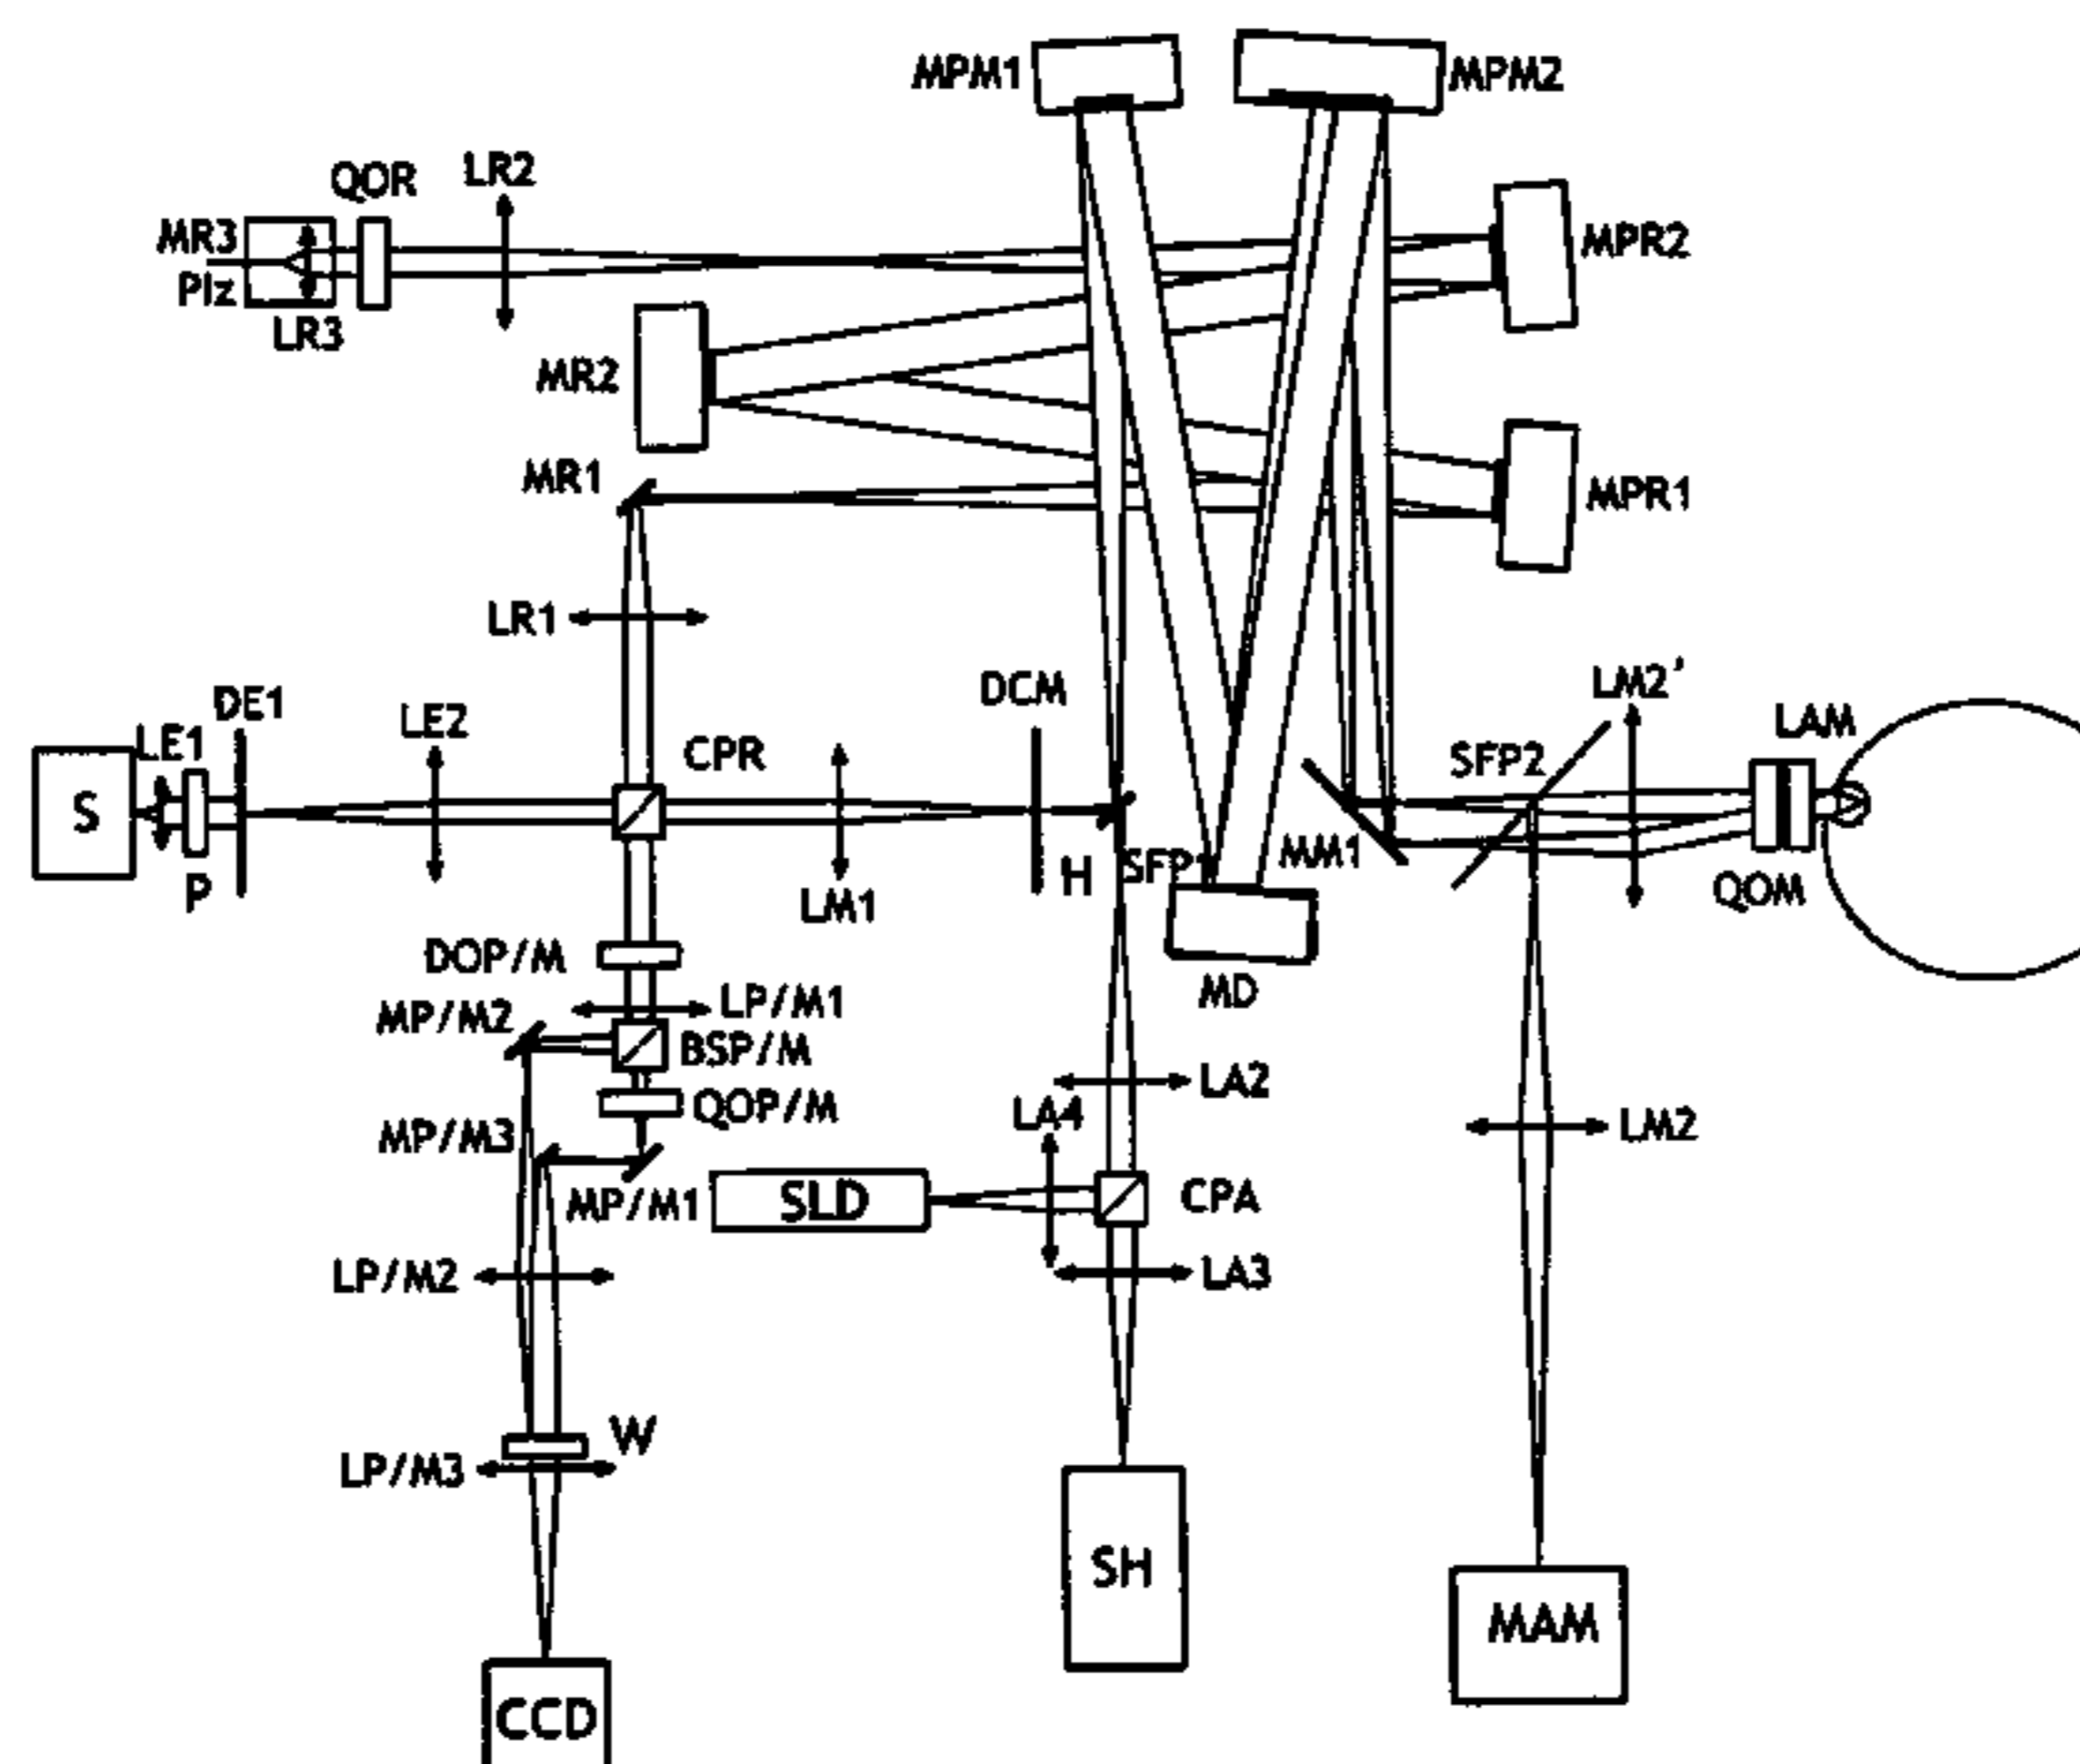 MPM1
MPM2
LR2
QOR
MR3
MPR2
Piz
LR3
MR2
MR1
MPR1
LR1
DCM
LM2'
DE1
LE2
LAM
LE1
CPR
SFP2
S
P
LM1
H
SFP1
MM1
QOM
DOP/M
MD
MP/M2
LP/M1
BSP/M
LA2
QOP/M
LA4
MP/M3
LM2
MP/M1
SLD
CPA
LP/M2
LA3
W
LP/M3
SH
MAM
CCD